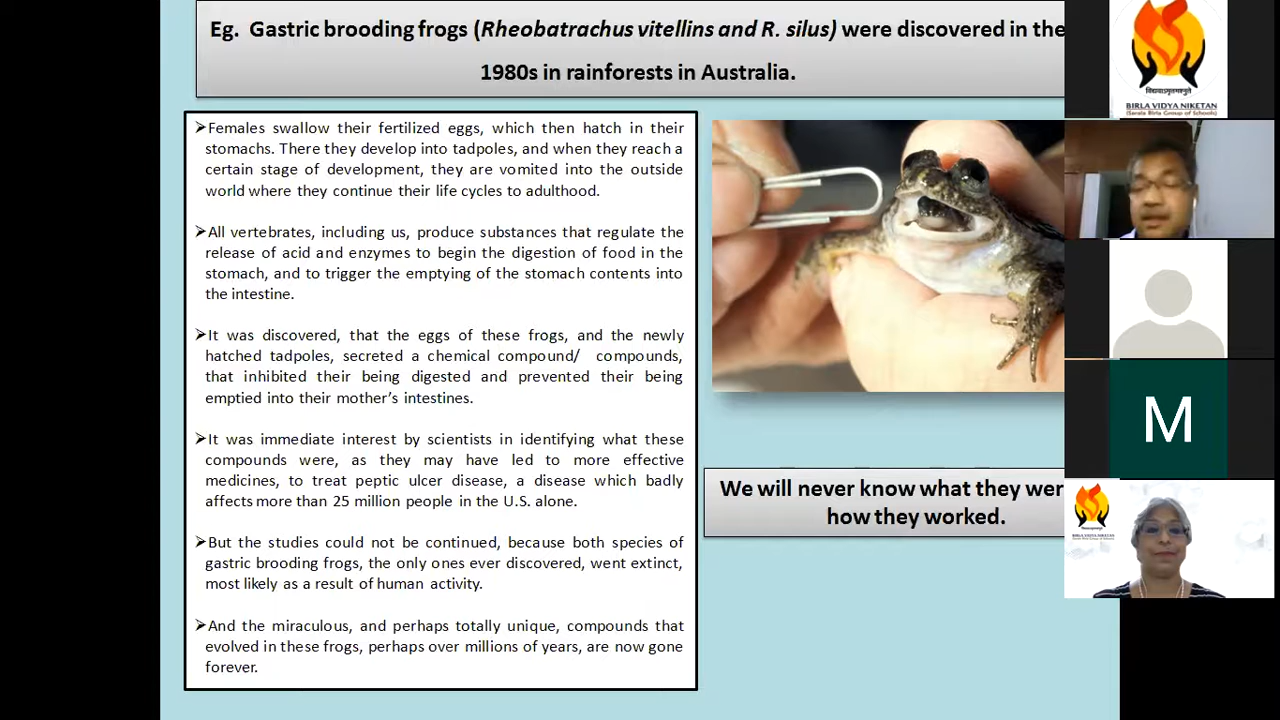 Eg. Gastric brooding frogs (Rheobatrachus vitellins and R. silus) were discovered in the
1980s in rainforests in Australia.
➢Females swallow their fertilized eggs, which then hatch in their
stomachs. There they develop into tadpoles, and when they reach a
certain stage of development, they are vomited into the outside
world where they continue their life cycles to adulthood.
➢All vertebrates, including us, produce substances that regulate the
release of acid and enzymes to begin the digestion of food in the
stomach, and to trigger the emptying of the stomach contents into
the intestine.
➢It was discovered, that the eggs of these frogs, and the newly
hatched tadpoles, secreted a chemical compound/ compounds,
that inhibited their being digested and prevented their being
emptied into their mother's intestines.
➢It was immediate interest by scientists in identifying what these
compounds were, as they may have led to more effective
medicines, to treat peptic ulcer disease, a disease which badly
affects more than 25 million people in the U.S. alone.
➢But the studies could not be continued, because both species of
gastric brooding frogs, the only ones ever discovered, went extinct,
most likely as a result of human activity.
➢And the miraculous, and perhaps totally unique, compounds that
evolved in these frogs, perhaps over millions of years, are now gone
forever.
We will never know what they wer
how they worked.
BIRLA VIDYA NIKETAN
(Sarala Birla Group of Schools)
M
BIRLA VIDYA NIKETAN